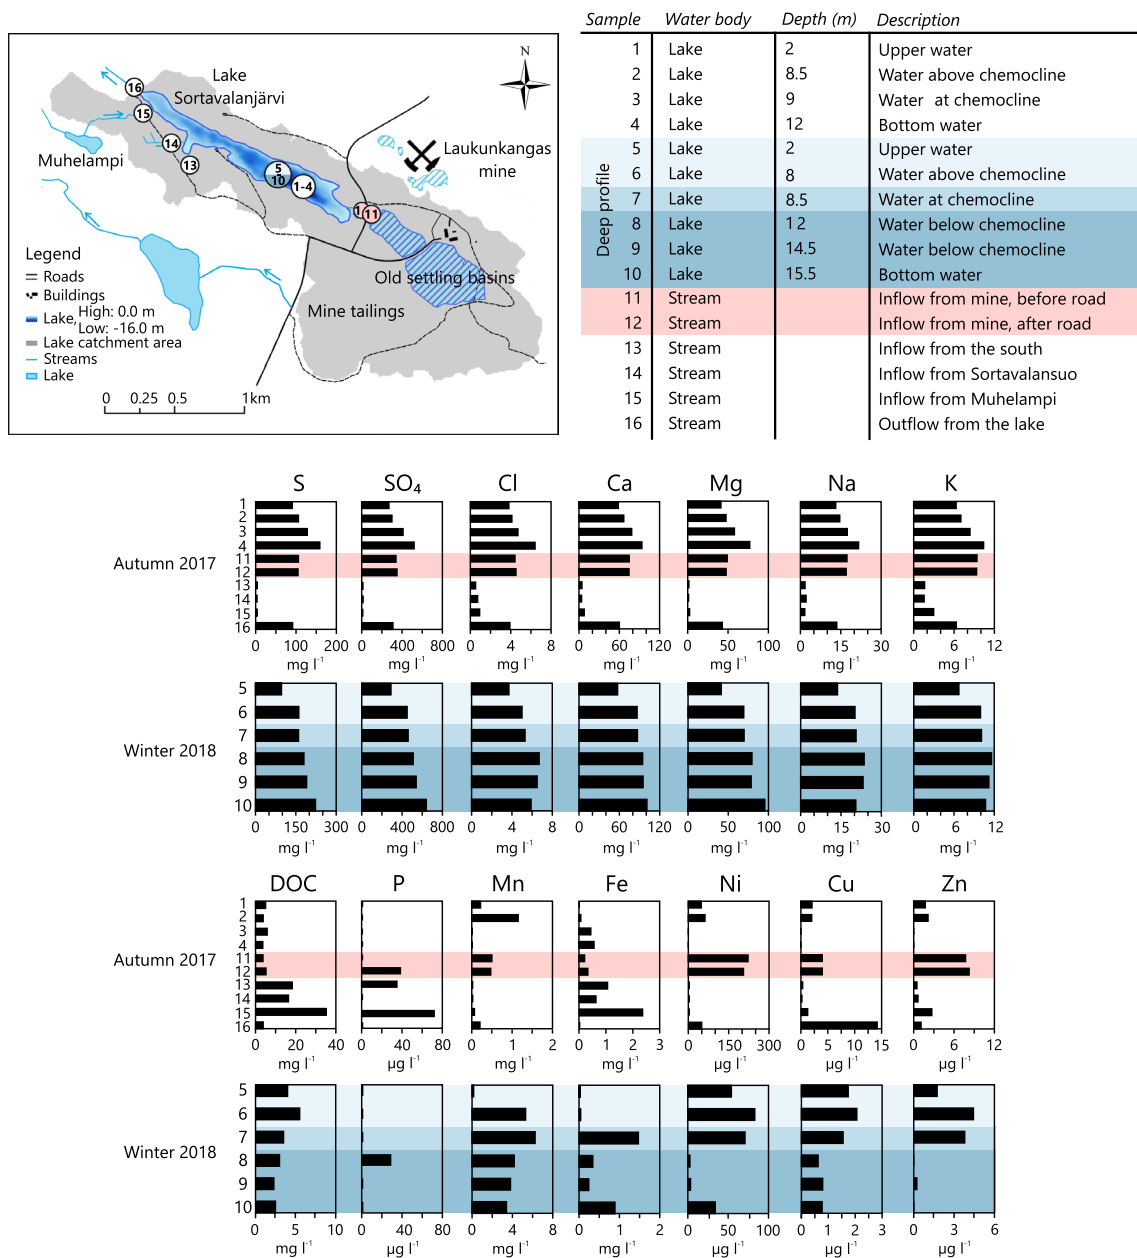 Lake
Sortavalanjärvi
N
16
15
14
13
Muhelampi
5
10
1-4
1
11
Laukunkangas
mine
Old settling basins
Mine tailings
Legend
Roads
Buildings
Lake, High: 0.0 m
Low: -16.0 m
Lake catchment area
Streams
Lake
0 0.25 0.5 1km
Sample Water body Depth (m) Description
1 Lake 2 Upper water
2 Lake 8.5 Water above chemocline
3 Lake 9 Water at chemocline
4 Lake 12 Bottom water
5 Lake 2 Upper water
6 Lake 8 Water above chemocline
7 Lake 8.5 Water at chemocline
8 Lake 12 Water below chemocline
9 Lake 14.5 Water below chemocline
10 Lake 15.5 Bottom water
11 Stream Inflow from mine, before road
12 Stream Inflow from mine, after road
13 Stream Inflow from the south
14 Stream Inflow from Sortavalansuo
15 Stream Inflow from Muhelampi
16 Stream Outflow from the lake
Deep profile
S SO₄ Cl Ca Mg Na K
Autumn 2017
1
2
3
4
11
12
13
14
15
16
0 100 200 0 400 800 0 4 8 0 60 120 0 50 100 0 15 30 0 6 12
mg l⁻¹ mg l⁻¹ mg l⁻¹ mg l⁻¹ mg l⁻¹ mg l⁻¹ mg l⁻¹
Winter 2018
5
6
7
8
9
10
0 150 300 0 400 800 0 4 8 0 60 120 0 50 100 0 15 30 0 6 12
mg l⁻¹ mg l⁻¹ mg l⁻¹ mg l⁻¹ mg l⁻¹ mg l⁻¹ mg l⁻¹
DOC P Mn Fe Ni Cu Zn
Autumn 2017
1
2
3
4
11
12
13
14
15
16
0 20 40 0 40 80 0 1 2 0 1 2 3 0 150 300 0 5 10 15 0 6 12
mg l⁻¹ µg l⁻¹ mg l⁻¹ mg l⁻¹ µg l⁻¹ µg l⁻¹ µg l⁻¹
Winter 2018
5
6
7
8
9
10
0 5 10 0 40 80 0 4 8 0 1 2 0 50 100 0 1 2 3 0 2 4 6
mg l⁻¹ µg l⁻¹ mg l⁻¹ mg l⁻¹ µg l⁻¹ µg l⁻¹ µg l⁻¹